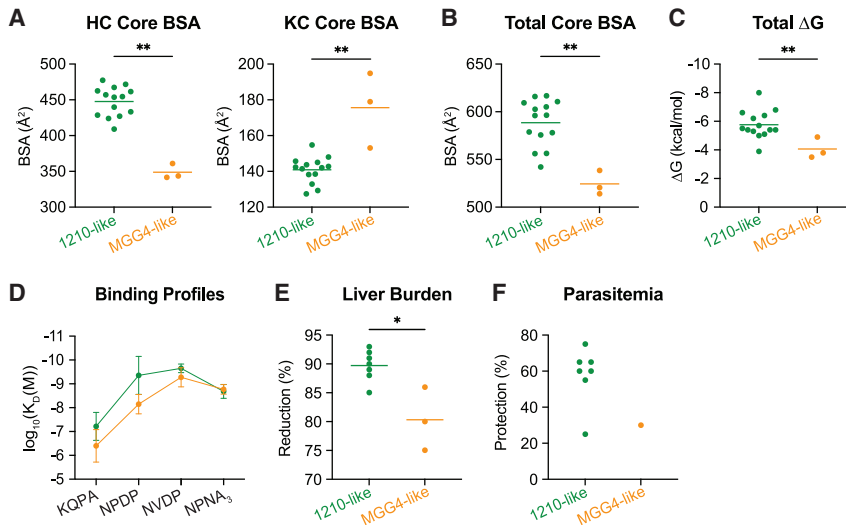 A
HC Core BSA
**
BSA (Å²)
500
450
400
350
300
1210-like
MGG4-like
KC Core BSA
**
BSA (Å²)
200
180
160
140
120
1210-like
MGG4-like
B
Total Core BSA
**
BSA (Å²)
650
600
550
500
1210-like
MGG4-like
C
Total ΔG
**
ΔG (kcal/mol)
-10
-8
-6
-4
-2
0
1210-like
MGG4-like
D
Binding Profiles
log₁₀(K_D(M))
-11
-10
-9
-8
-7
-6
-5
KQPA
NPDP
NVDP
NPNA₃
E
Liver Burden
*
Reduction (%)
95
90
85
80
75
70
1210-like
MGG4-like
F
Parasitemia
Protection (%)
80
60
40
20
0
1210-like
MGG4-like